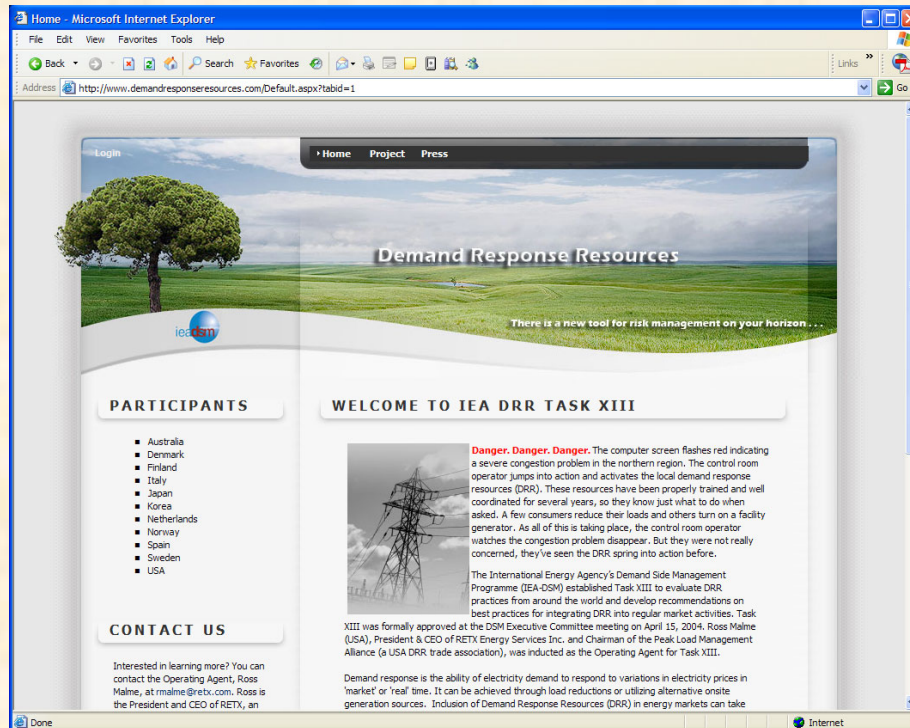 Home - Microsoft Internet Explorer
File Edit View Favorites Tools Help
Back Search Favorites Links
Address http://www.demandresponseresources.com/Default.aspx?tabid=1 Go
Login
Home Project Press
Demand Response Resources
There is a new tool for risk management on your horizon . . .
ieadsm
PARTICIPANTS
Australia
Denmark
Finland
Italy
Japan
Korea
Netherlands
Norway
Spain
Sweden
USA
CONTACT US
Interested in learning more? You can
contact the Operating Agent, Ross
Malme, at rmalme@retx.com. Ross is
the President and CEO of RETX, an
WELCOME TO IEA DRR TASK XIII
Danger. Danger. Danger. The computer screen flashes red indicating
a severe congestion problem in the northern region. The control room
operator jumps into action and activates the local demand response
resources (DRR). These resources have been properly trained and well
coordinated for several years, so they know just what to do when
asked. A few consumers reduce their loads and others turn on a facility
generator. As all of this is taking place, the control room operator
watches the congestion problem disappear. But they were not really
concerned, they've seen the DRR spring into action before.
The International Energy Agency's Demand Side Management
Programme (IEA-DSM) established Task XIII to evaluate DRR
practices from around the world and develop recommendations on
best practices for integrating DRR into regular market activities. Task
XIII was formally approved at the DSM Executive Committee meeting on April 15, 2004. Ross Malme
(USA), President & CEO of RETX Energy Services Inc. and Chairman of the Peak Load Management
Alliance (a USA DRR trade association), was inducted as the Operating Agent for Task XIII.
Demand response is the ability of electricity demand to respond to variations in electricity prices in
'market' or 'real' time. It can be achieved through load reductions or utilizing alternative onsite
generation sources. Inclusion of Demand Response Resources (DRR) in energy markets can take
Done Internet